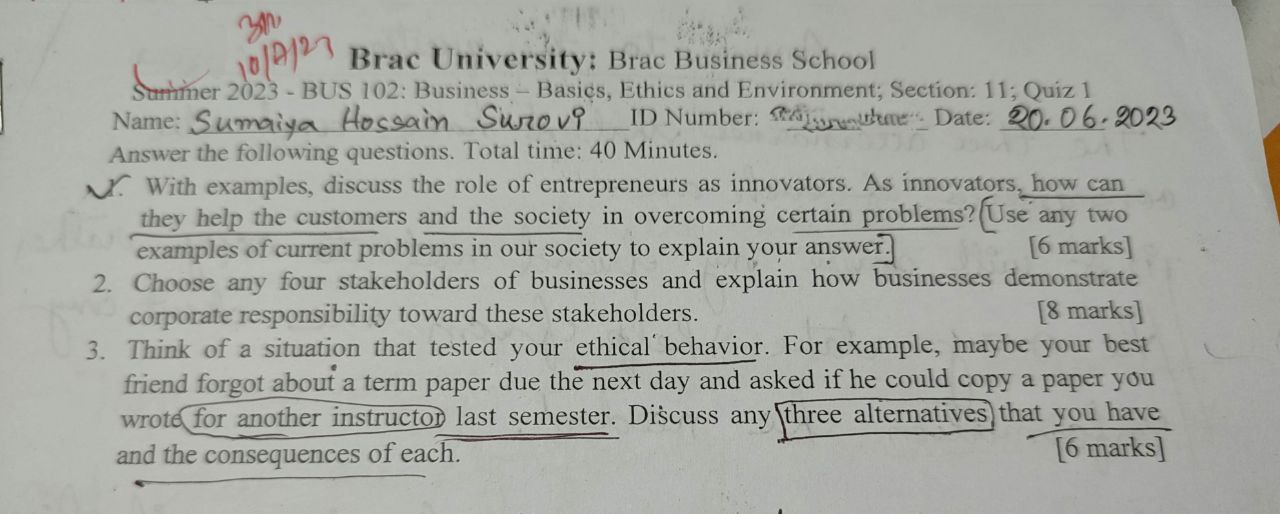 10/7/23
Brac University: Brac Business School
Summer 2023 - BUS 102: Business – Basics, Ethics and Environment; Section: 11; Quiz 1
Name: Sumaiya Hossain Surovi ID Number: Date: 20.06.2023
Answer the following questions. Total time: 40 Minutes.
1. With examples, discuss the role of entrepreneurs as innovators. As innovators, how can
they help the customers and the society in overcoming certain problems? (Use any two
examples of current problems in our society to explain your answer.] [6 marks]
2. Choose any four stakeholders of businesses and explain how businesses demonstrate
corporate responsibility toward these stakeholders. [8 marks]
3. Think of a situation that tested your ethical behavior. For example, maybe your best
friend forgot about a term paper due the next day and asked if he could copy a paper you
wrote for another instructor last semester. Discuss any three alternatives that you have
and the consequences of each. [6 marks]